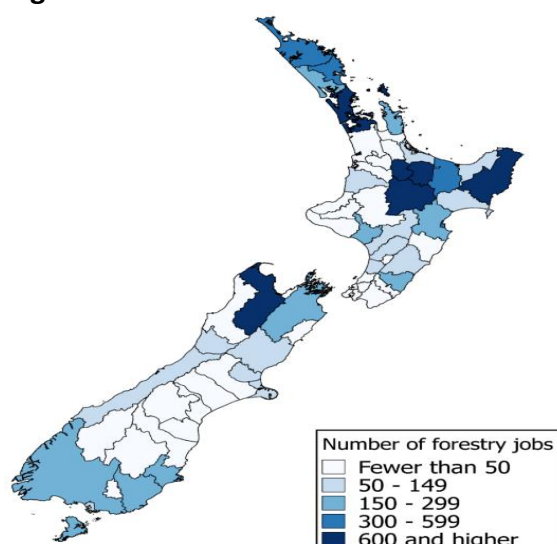 Number of forestry jobs
Fewer than 50
50 - 149
150 - 299
300 - 599
600 and higher